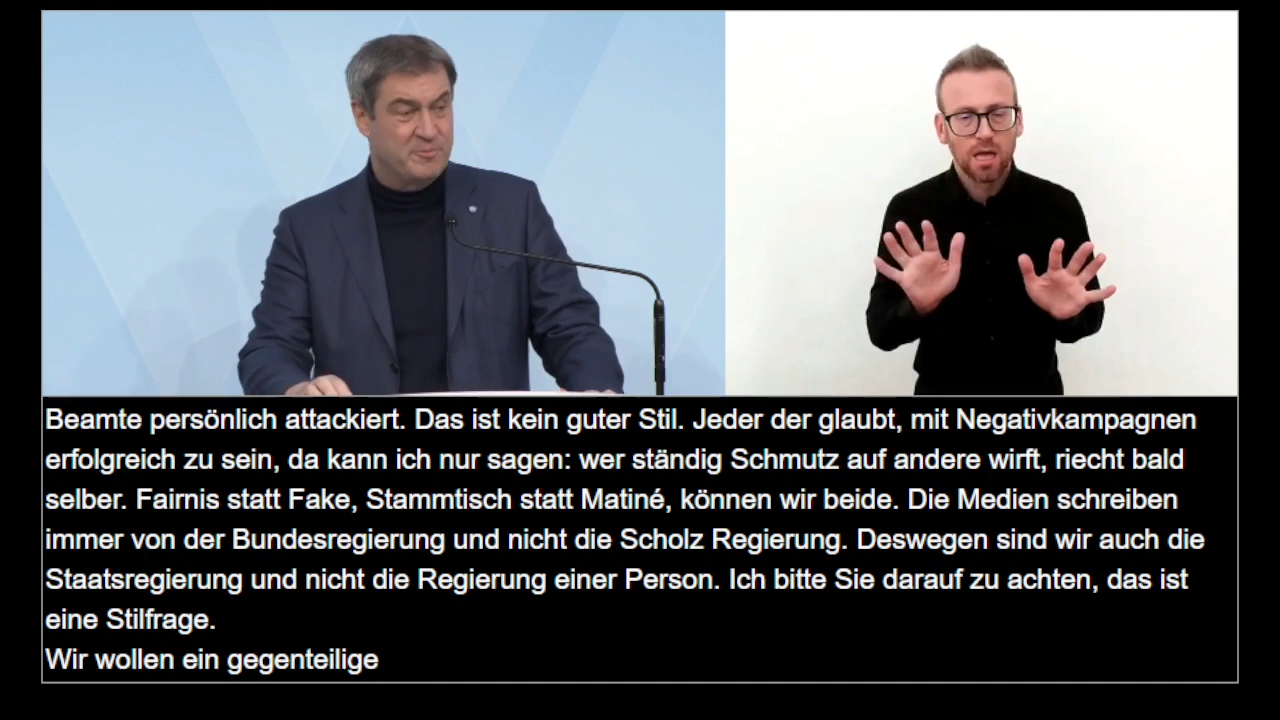 Beamte persönlich attackiert. Das ist kein guter Stil. Jeder der glaubt, mit Negativkampagnen
erfolgreich zu sein, da kann ich nur sagen: wer ständig Schmutz auf andere wirft, riecht bald
selber. Fairnis statt Fake, Stammtisch statt Matiné, können wir beide. Die Medien schreiben
immer von der Bundesregierung und nicht die Scholz Regierung. Deswegen sind wir auch die
Staatsregierung und nicht die Regierung einer Person. Ich bitte Sie darauf zu achten, das ist
eine Stilfrage.
Wir wollen ein gegenteilige